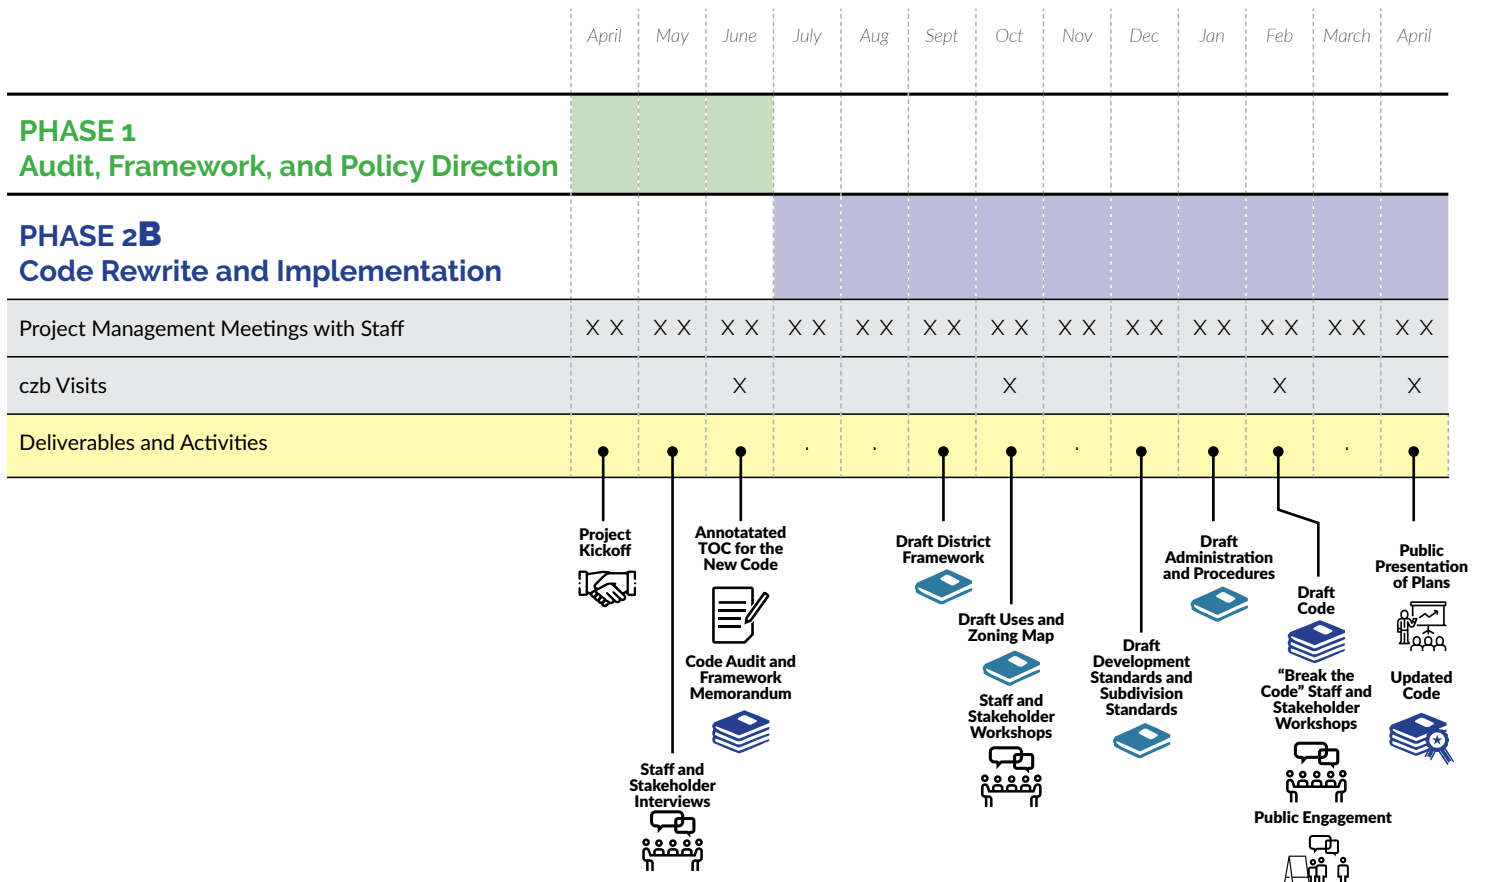 April May June July Aug Sept Oct Nov Dec Jan Feb March April
PHASE 1
Audit, Framework, and Policy Direction
PHASE 2B
Code Rewrite and Implementation
Project Management Meetings with Staff X X X X X X X X X X X X X X X X X X X X X X X X X X
czb Visits X X X X
Deliverables and Activities . . . .
Project
Kickoff
Staff and
Stakeholder
Interviews
Annotatated
TOC for the
New Code
Code Audit and
Framework
Memorandum
Draft District
Framework
Draft Uses and
Zoning Map
Staff and
Stakeholder
Workshops
Draft
Development
Standards and
Subdivision
Standards
Draft
Administration
and Procedures
Draft
Code
“Break the
Code” Staff and
Stakeholder
Workshops
Public Engagement
Public
Presentation
of Plans
Updated
Code